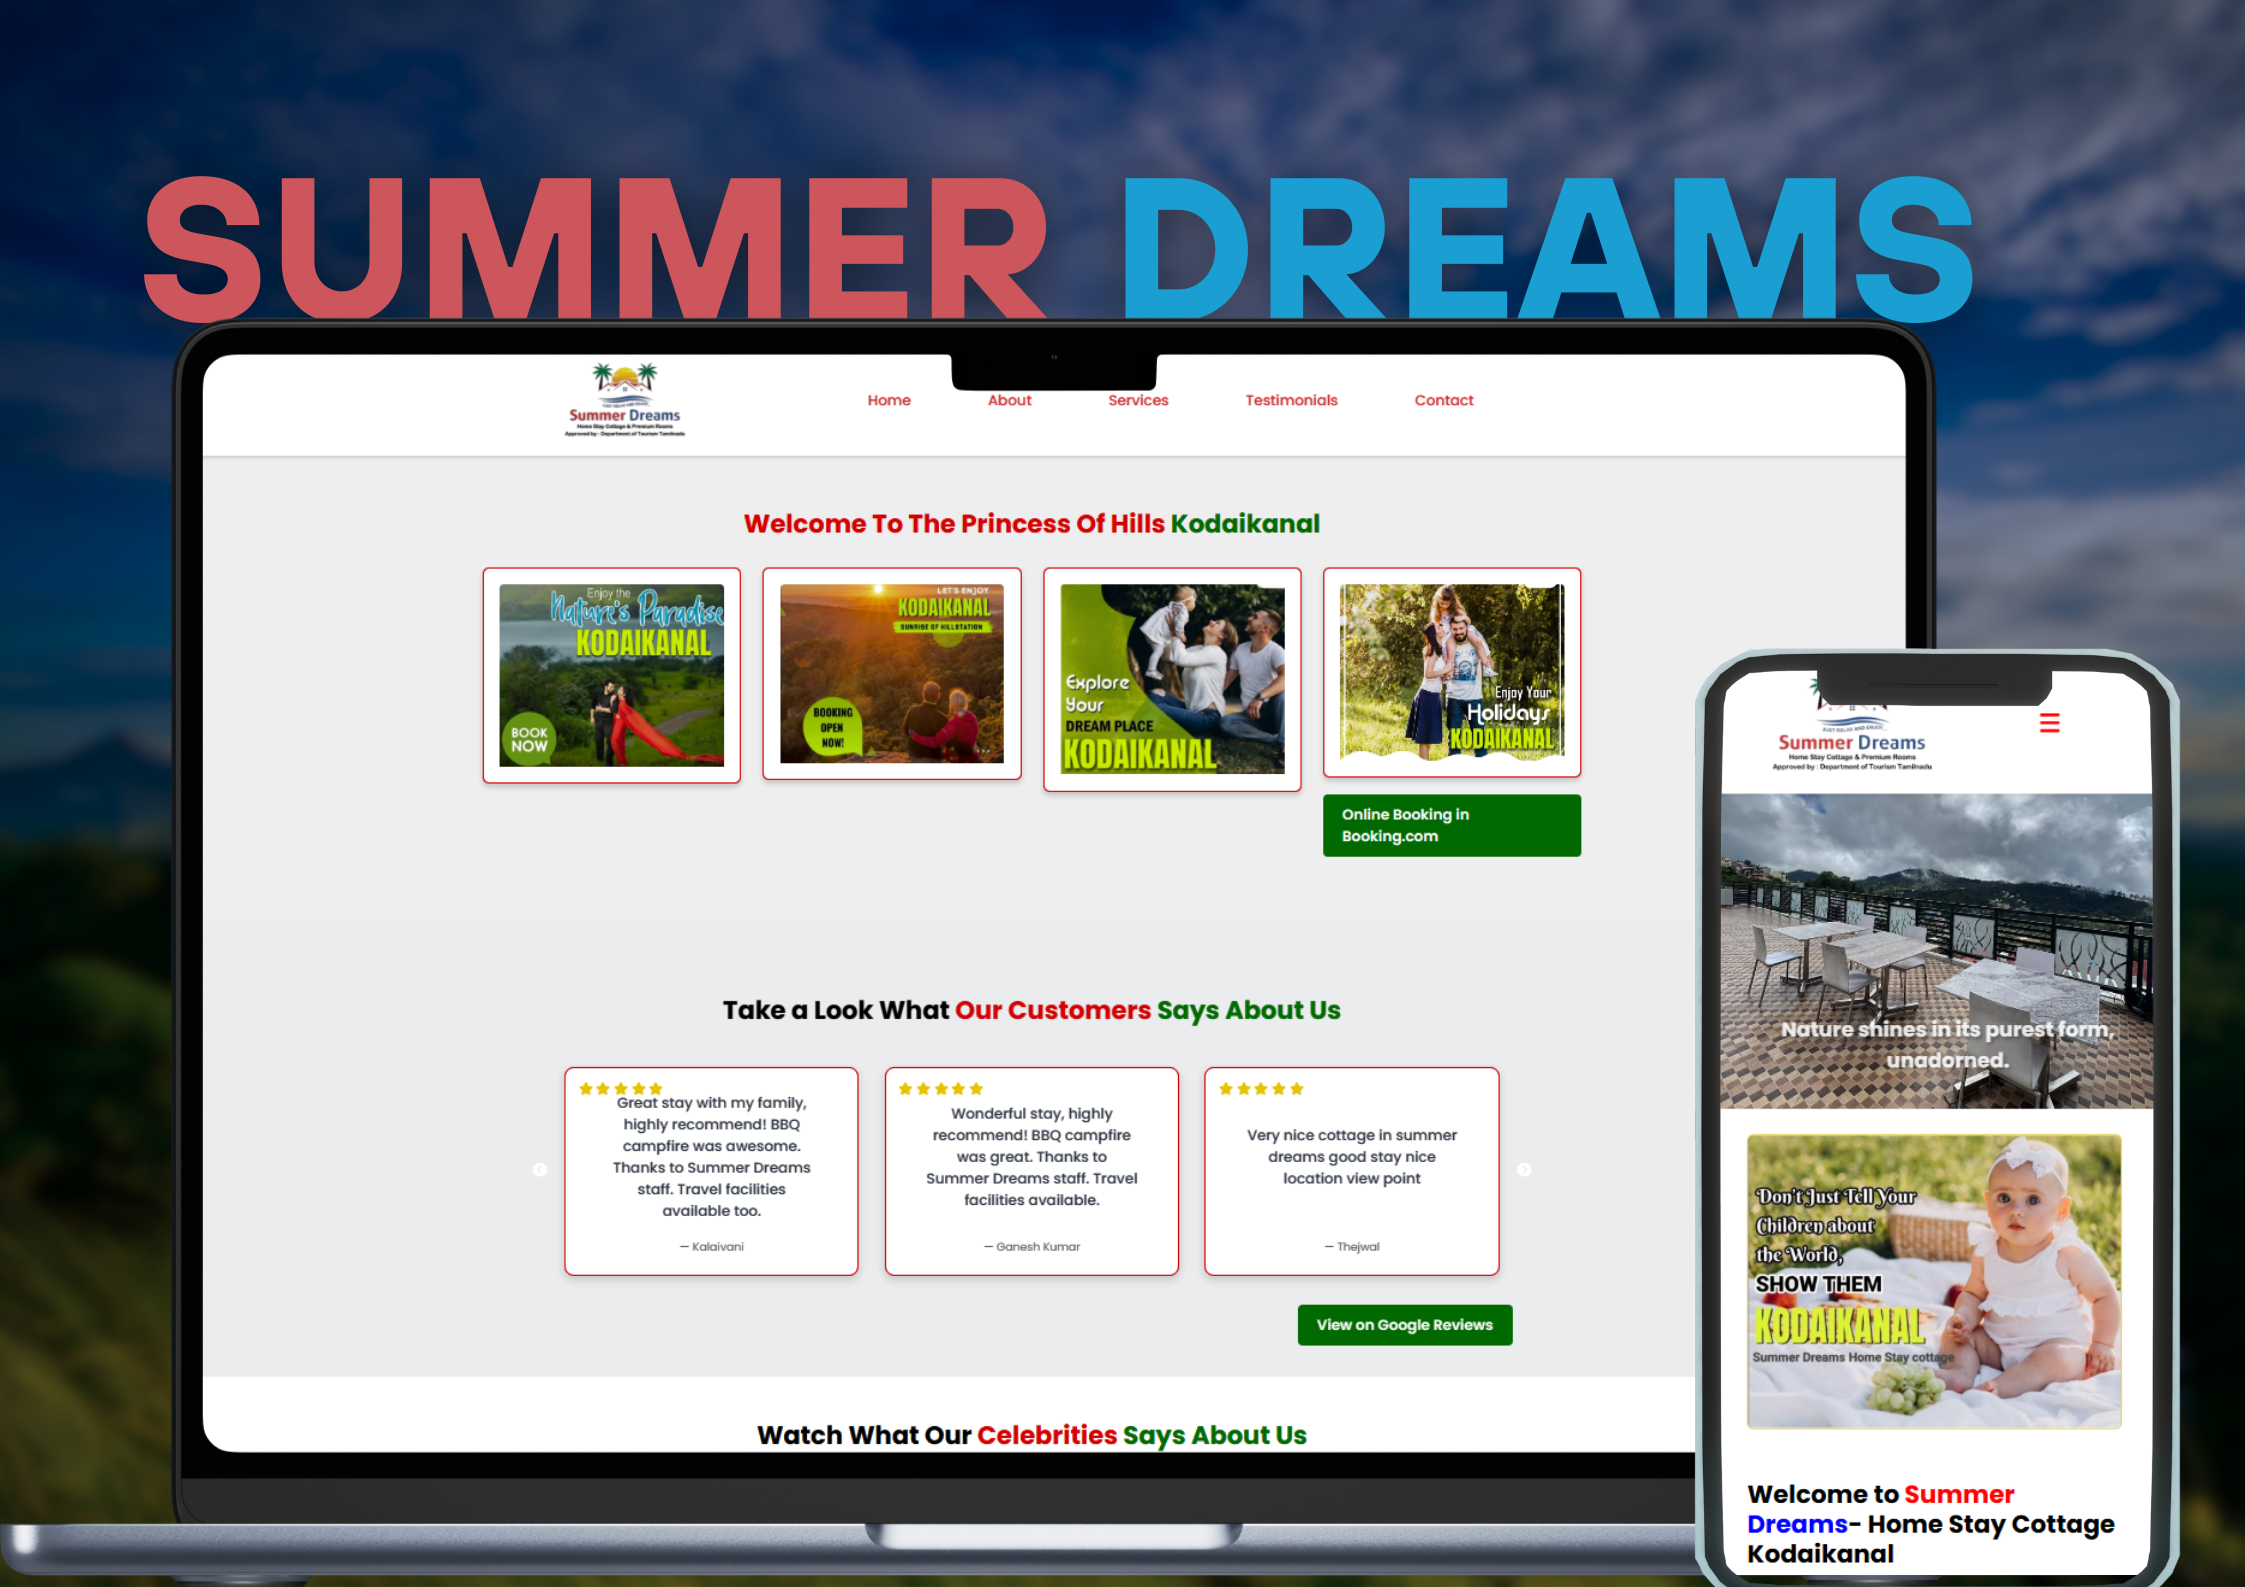 SUMMER DREAMS
Summer Dreams
Home Stay Cottage & Premium Rooms
Approved by : Department of Tourism Tamilnadu
Home
About
Services
Testimonials
Contact
Welcome To The Princess Of Hills Kodaikanal
Enjoy the
Nature's Paradise
KODAIKANAL
BOOK
NOW
LET'S ENJOY
KODAIKANAL
SUNRISE OF HILLSTATION
BOOKING
OPEN
NOW!
Explore
Your
DREAM PLACE
KODAIKANAL
Enjoy Your
Holidays
KODAIKANAL
Online Booking in
Booking.com
Take a Look What Our Customers Says About Us
Great stay with my family,
highly recommend! BBQ
campfire was awesome.
Thanks to Summer Dreams
staff. Travel facilities
available too.
— Kalaivani
Wonderful stay, highly
recommend! BBQ campfire
was great. Thanks to
Summer Dreams staff. Travel
facilities available.
— Ganesh Kumar
Very nice cottage in summer
dreams good stay nice
location view point
— Thejwal
View on Google Reviews
Watch What Our Celebrities Says About Us
JUST RELAX AND ENJOY
Summer Dreams
Home Stay Cottage & Premium Rooms
Approved by : Department of Tourism Tamilnadu
Nature shines in its purest form,
unadorned.
Don't Just Tell Your
Children about
the World,
SHOW THEM
KODAIKANAL
Summer Dreams Home Stay cottage
Welcome to Summer
Dreams- Home Stay Cottage
Kodaikanal